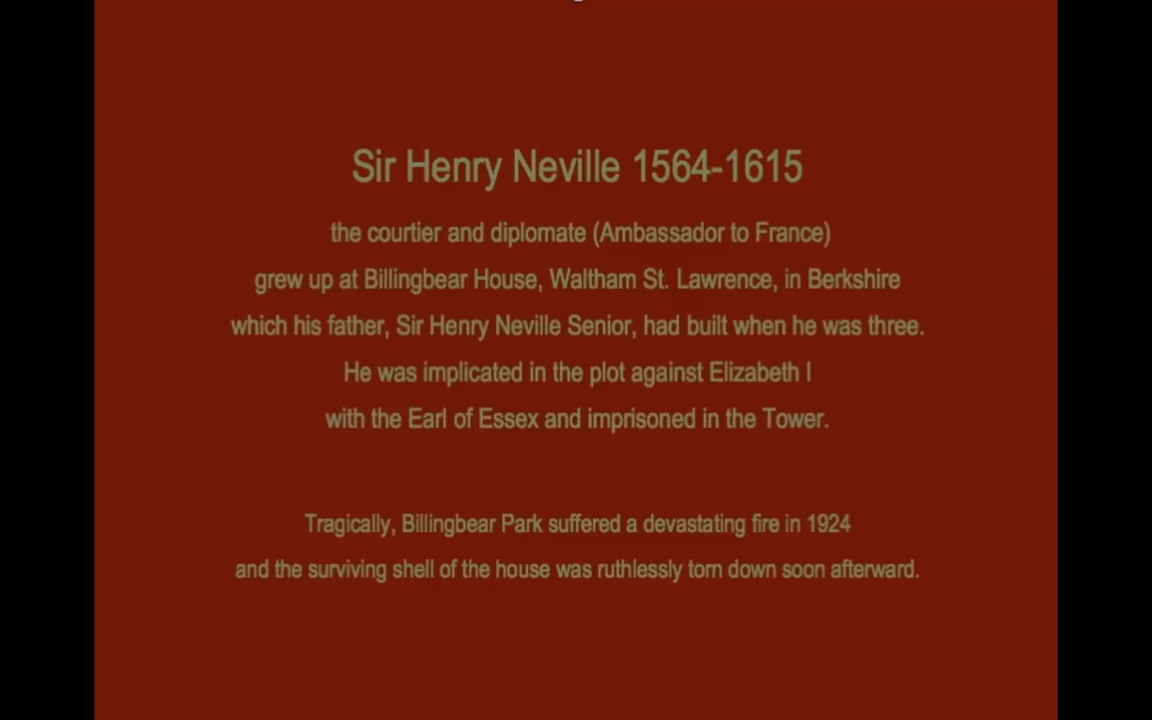 Sir Henry Neville 1564-1615
the courtier and diplomate (Ambassador to France)
grew up at Billingbear House, Waltham St. Lawrence, in Berkshire
which his father, Sir Henry Neville Senior, had built when he was three.
He was implicated in the plot against Elizabeth I
with the Earl of Essex and imprisoned in the Tower.
Tragically, Billingbear Park suffered a devastating fire in 1924
and the surviving shell of the house was ruthlessly torn down soon afterward.